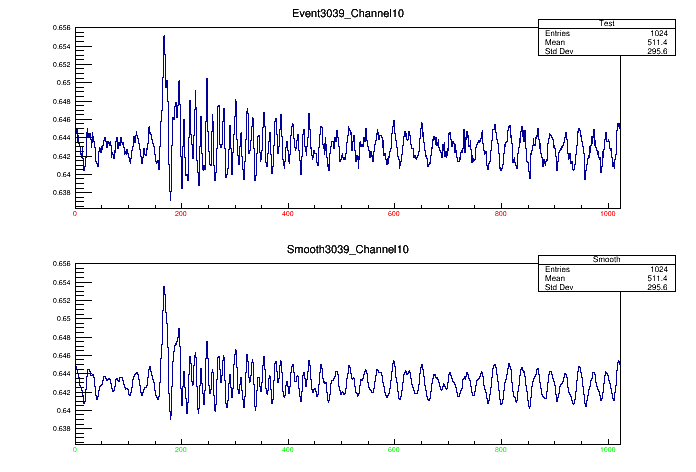 Event3039_Channel10
Test
Entries 1024
Mean 511.4
Std Dev 295.6
0.656
0.654
0.652
0.65
0.648
0.646
0.644
0.642
0.64
0.638
0 200 400 600 800 1000
Smooth3039_Channel10
Smooth
Entries 1024
Mean 511.4
Std Dev 295.6
0.656
0.654
0.652
0.65
0.648
0.646
0.644
0.642
0.64
0.638
0 200 400 600 800 1000